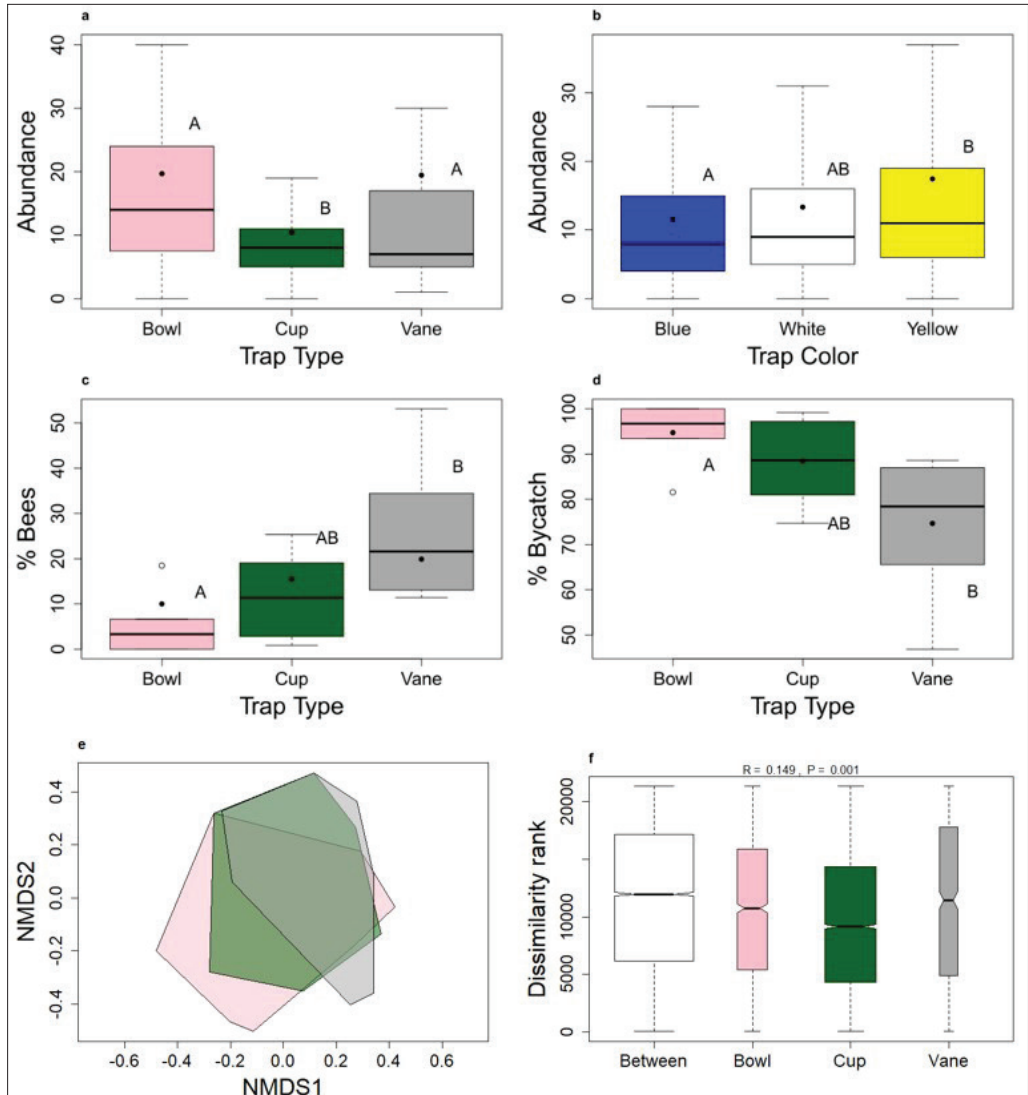 a
40
30
20
10
0
Abundance
A
B
A
Bowl Cup Vane
Trap Type
b
30
20
10
0
Abundance
A
AB
B
Blue White Yellow
Trap Color
c
50
40
30
20
10
0
% Bees
A
AB
B
Bowl Cup Vane
Trap Type
d
100
90
80
70
60
50
% Bycatch
A
AB
B
Bowl Cup Vane
Trap Type
e
0.4
0.2
0.0
-0.2
-0.4
NMDS2
-0.6 -0.4 -0.2 0.0 0.2 0.4 0.6
NMDS1
f
R = 0.149 , P = 0.001
20000
10000
5000
0
Dissimilarity rank
Between Bowl Cup Vane